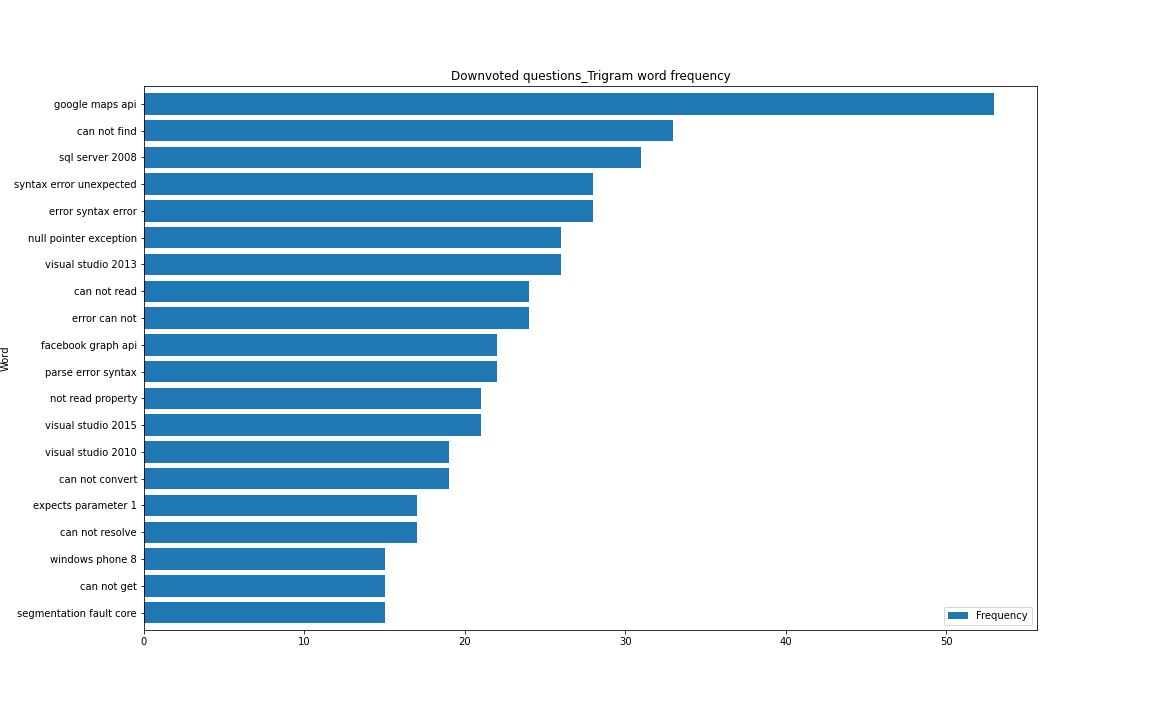 Downvoted questions_Trigram word frequency
google maps api
can not find
sql server 2008
syntax error unexpected
error syntax error
null pointer exception
visual studio 2013
can not read
error can not
facebook graph api
parse error syntax
not read property
visual studio 2015
visual studio 2010
can not convert
expects parameter 1
can not resolve
windows phone 8
can not get
segmentation fault core
Word
Frequency
0 10 20 30 40 50